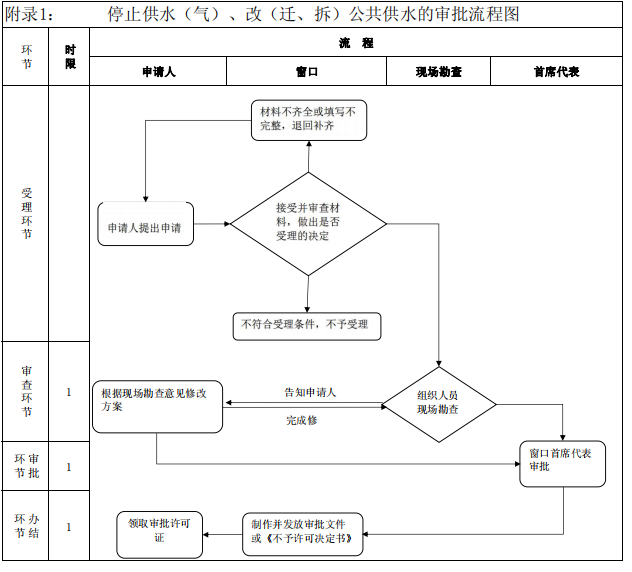 附录1： 停止供水（气）、改（迁、拆）公共供水的审批流程图
环
节
时
限
流 程
申请人 窗口 现场勘查 首席代表
受
理
环
节
材料不齐全或填写不
完整，退回补齐
申请人提出申请
接受并审查材
料，做出是否
受理的决定
不符合受理条件，不予受理
审
查
环
节
1
根据现场勘查意见修改
方案
告知申请人
完成修
组织人员
现场勘查
环 审
节 批
1
窗口首席代表
审批
环 办
节 结
1
领取审批许可
证
制作并发放审批文件
或《不予许可决定书》